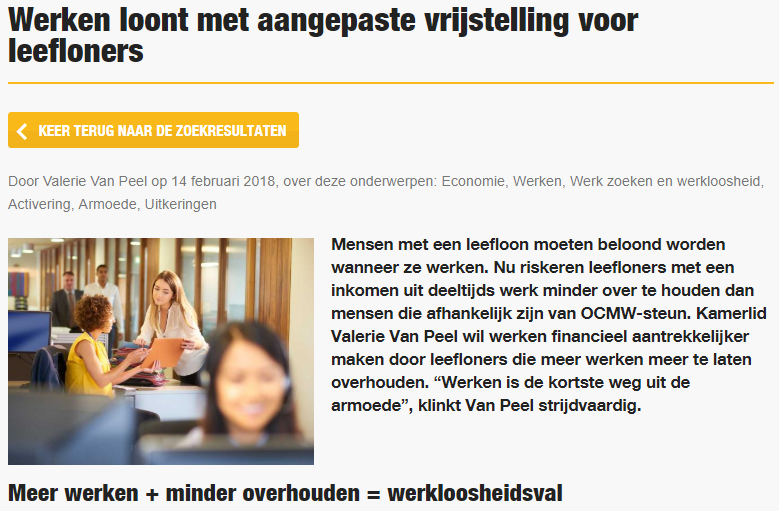 Werken loont met aangepaste vrijstelling voor
leefloners
KEER TERUG NAAR DE ZOEKRESULTATEN
Door Valerie Van Peel op 14 februari 2018, over deze onderwerpen: Economie, Werken, Werk zoeken en werkloosheid,
Activering, Armoede, Uitkeringen
Mensen met een leefloon moeten beloond worden
wanneer ze werken. Nu riskeren leefloners met een
inkomen uit deeltijds werk minder over te houden dan
mensen die afhankelijk zijn van OCMW-steun. Kamerlid
Valerie Van Peel wil werken financieel aantrekkelijker
maken door leefloners die meer werken meer te laten
overhouden. “Werken is de kortste weg uit de
armoede”, klinkt Van Peel strijdvaardig.
Meer werken + minder overhouden = werkloosheidsval